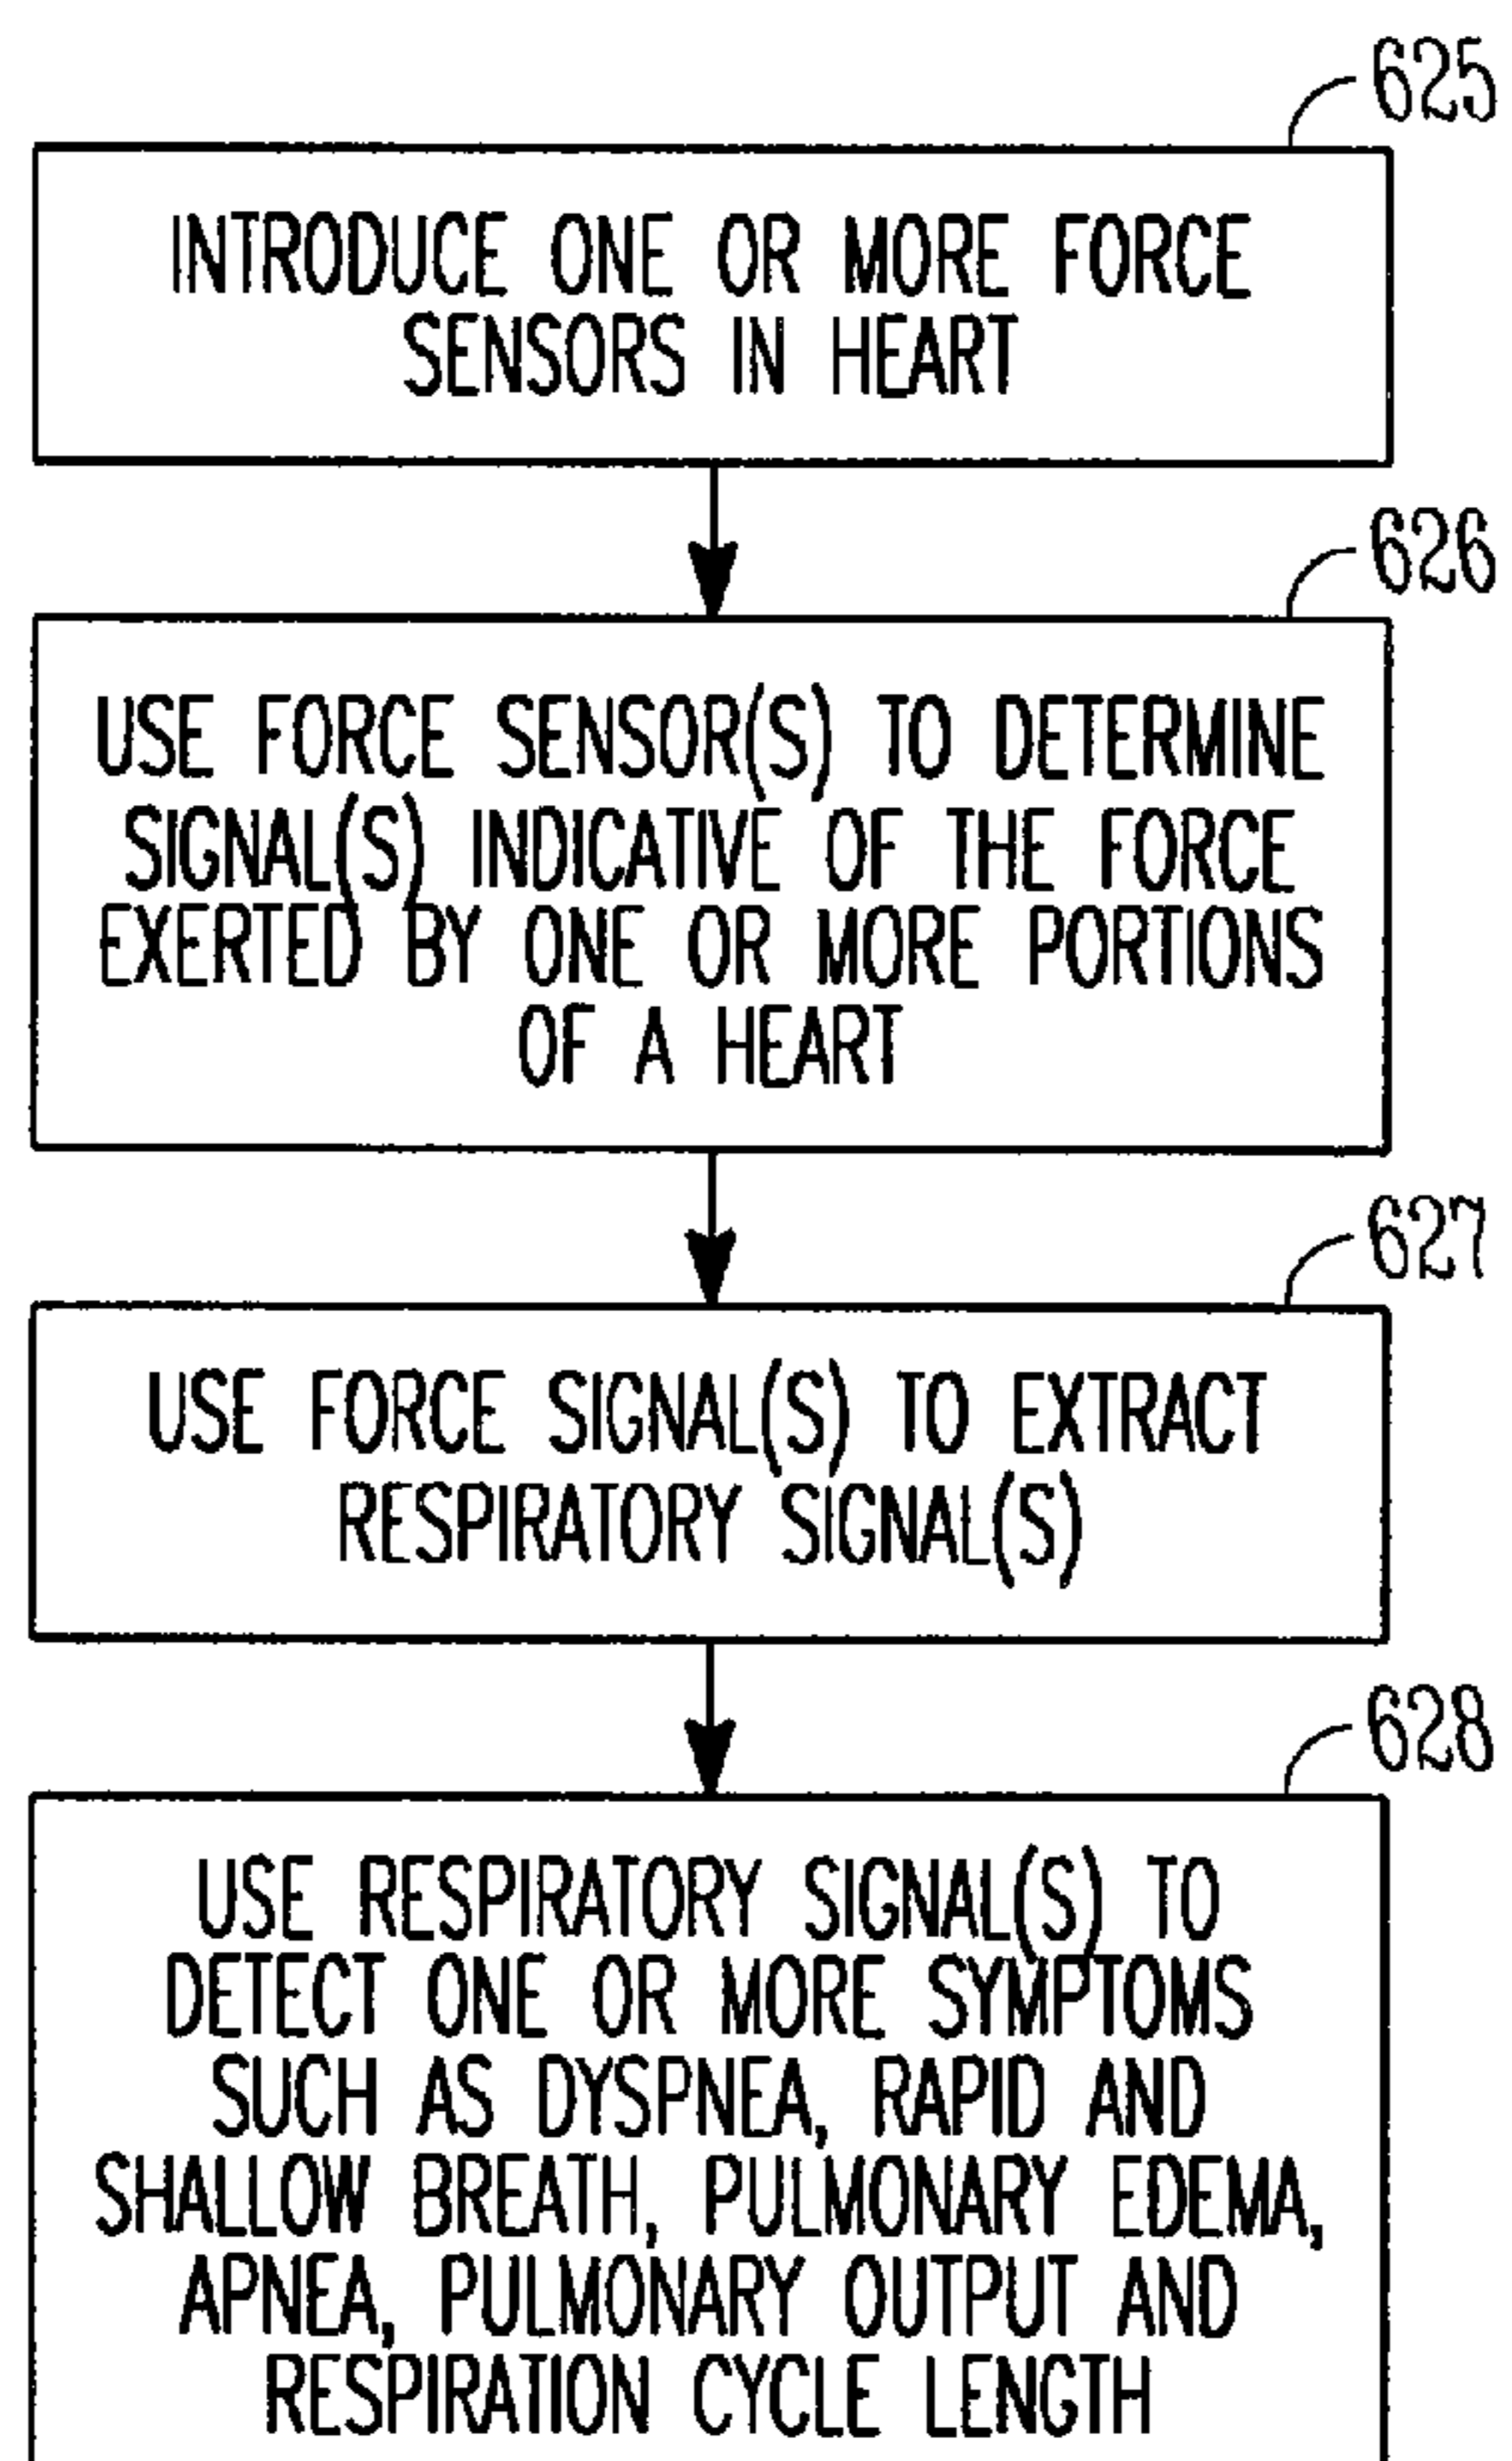 625
INTRODUCE ONE OR MORE FORCE
SENSORS IN HEART
626
USE FORCE SENSOR(S) TO DETERMINE
SIGNAL(S) INDICATIVE OF THE FORCE
EXERTED BY ONE OR MORE PORTIONS
OF A HEART
627
USE FORCE SIGNAL(S) TO EXTRACT
RESPIRATORY SIGNAL(S)
628
USE RESPIRATORY SIGNAL(S) TO
DETECT ONE OR MORE SYMPTOMS
SUCH AS DYSPNEA, RAPID AND
SHALLOW BREATH, PULMONARY EDEMA,
APNEA, PULMONARY OUTPUT AND
RESPIRATION CYCLE LENGTH